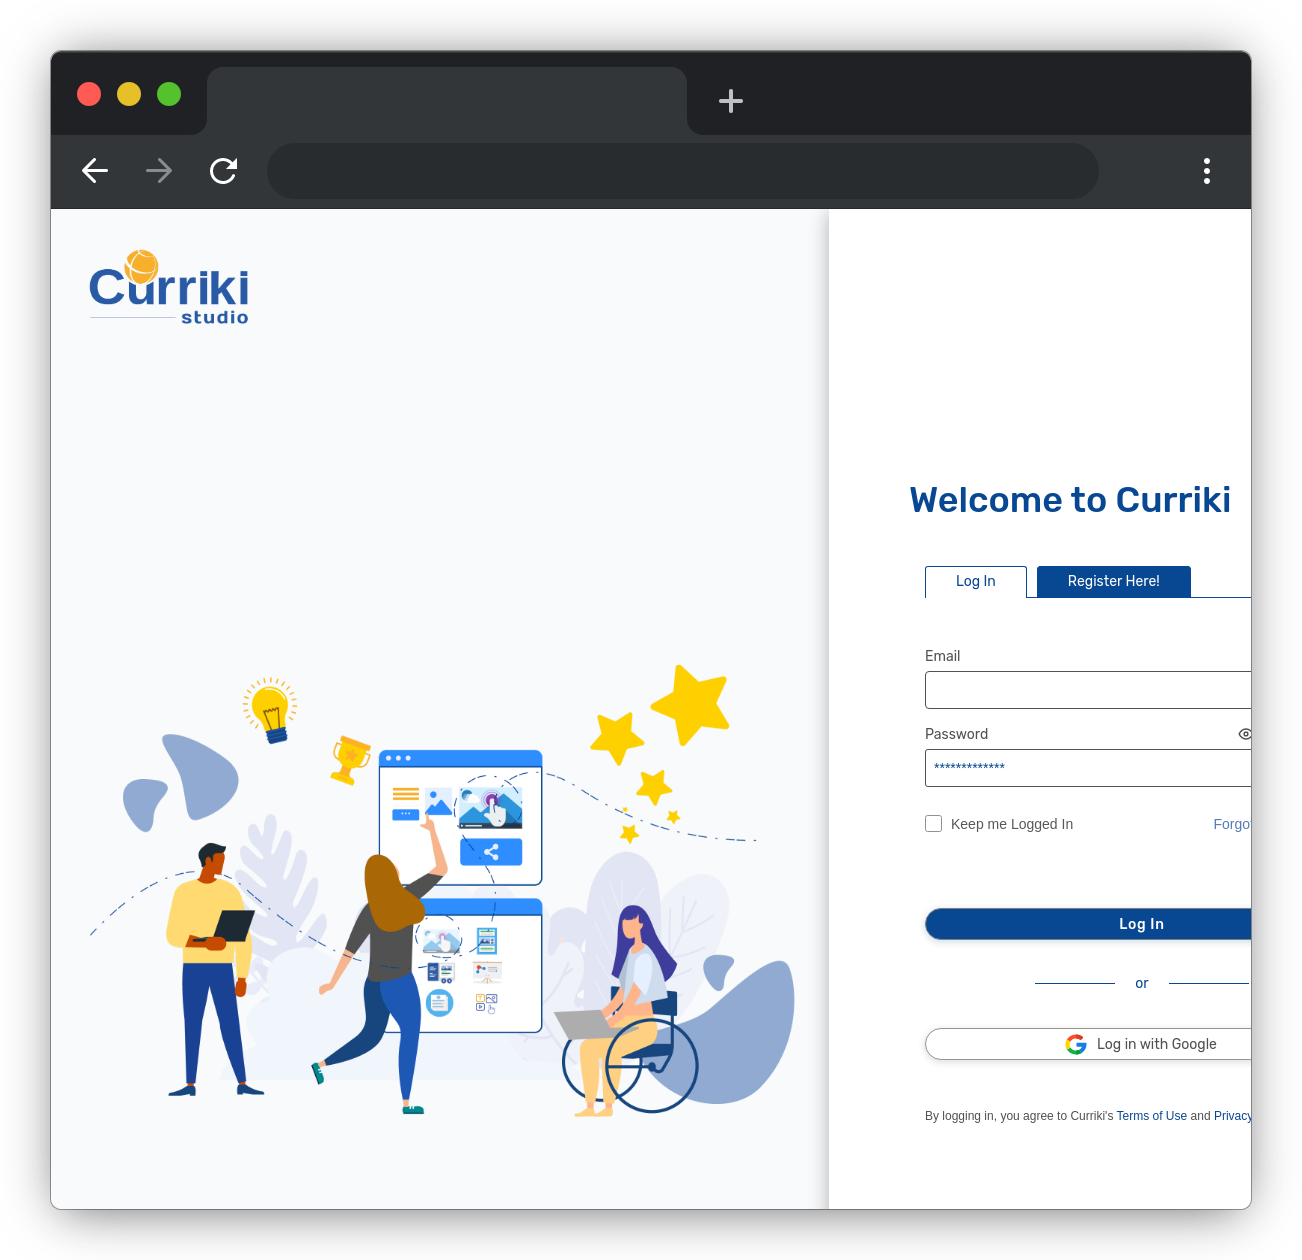 Curriki
studio
Welcome to Curriki
Log In
Register Here!
Email
Password
*************
Keep me Logged In
Forgo
Log In
or
Log in with Google
By logging in, you agree to Curriki's Terms of Use and Privacy